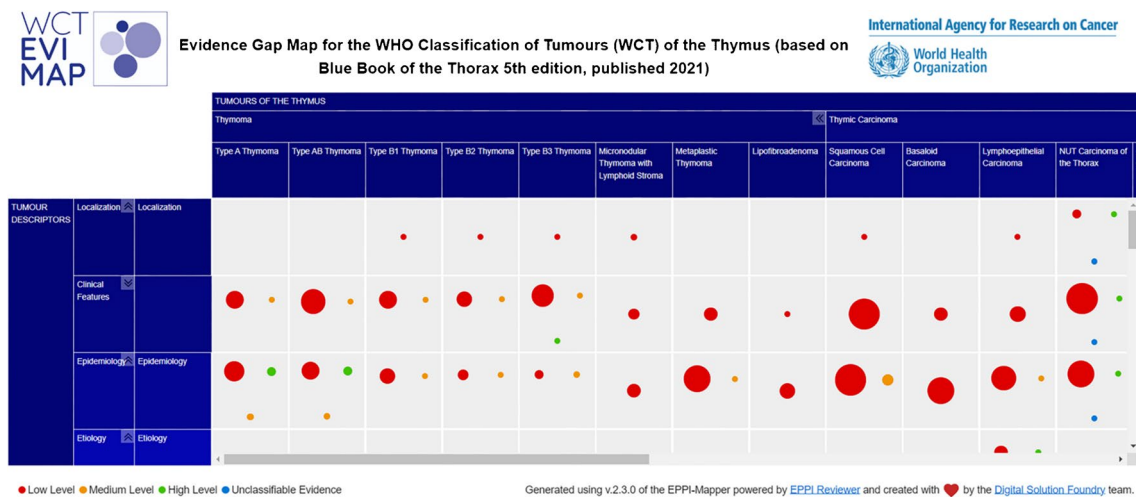 WCT
EVI
MAP
Evidence Gap Map for the WHO Classification of Tumours (WCT) of the Thymus (based on
Blue Book of the Thorax 5th edition, published 2021)
International Agency for Research on Cancer
World Health
Organization
TUMOURS OF THE THYMUS
Thymoma
Thymic Carcinoma
Type A Thymoma
Type AB Thymoma
Type B1 Thymoma
Type B2 Thymoma
Type B3 Thymoma
Micronodular
Thymoma with
Lymphoid Stroma
Metaplastic
Thymoma
Lipofibroadenoma
Squamous Cell
Carcinoma
Basaloid
Carcinoma
Lymphoepithelial
Carcinoma
NUT Carcinoma of
the Thorax
TUMOUR
DESCRIPTORS
Localization
Localization
Clinical
Features
Epidemiology
Epidemiology
Etiology
Etiology
Low Level Medium Level High Level Unclassifiable Evidence
Generated using v.2.3.0 of the EPPI-Mapper powered by EPPI Reviewer and created with by the Digital Solution Foundry team.